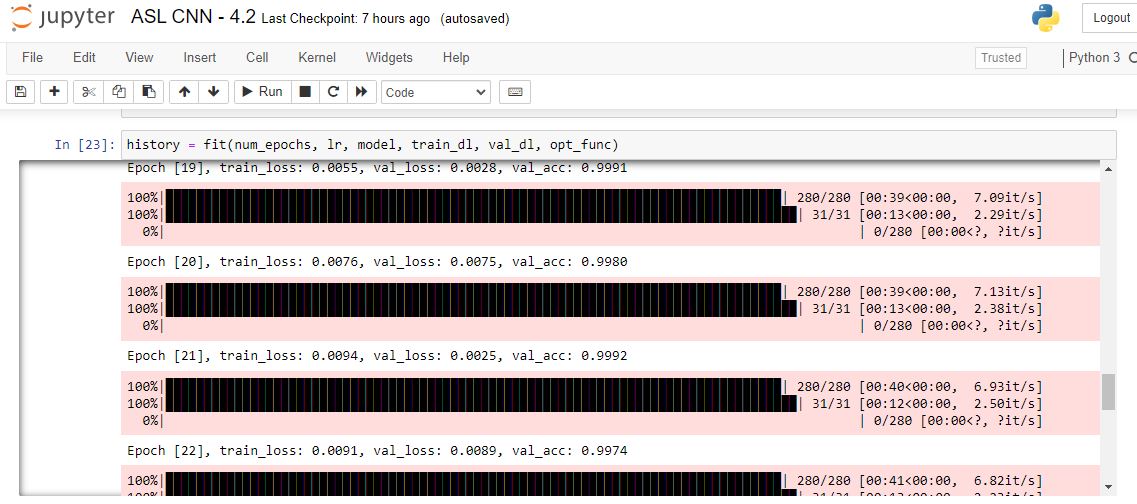 jupyter ASL CNN - 4.2 Last Checkpoint: 7 hours ago (autosaved)
Logout
File Edit View Insert Cell Kernel Widgets Help
Trusted
Python 3
Run
Code
In [23]: history = fit(num_epochs, lr, model, train_dl, val_dl, opt_func)
Epoch [19], train_loss: 0.0055, val_loss: 0.0028, val_acc: 0.9991
100%| | 280/280 [00:39<00:00, 7.09it/s]
100%| | 31/31 [00:13<00:00, 2.29it/s]
0%| | 0/280 [00:00<?, ?it/s]
Epoch [20], train_loss: 0.0076, val_loss: 0.0075, val_acc: 0.9980
100%| | 280/280 [00:39<00:00, 7.13it/s]
100%| | 31/31 [00:13<00:00, 2.38it/s]
0%| | 0/280 [00:00<?, ?it/s]
Epoch [21], train_loss: 0.0094, val_loss: 0.0025, val_acc: 0.9992
100%| | 280/280 [00:40<00:00, 6.93it/s]
100%| | 31/31 [00:12<00:00, 2.50it/s]
0%| | 0/280 [00:00<?, ?it/s]
Epoch [22], train_loss: 0.0091, val_loss: 0.0089, val_acc: 0.9974
100%| | 280/280 [00:41<00:00, 6.82it/s]